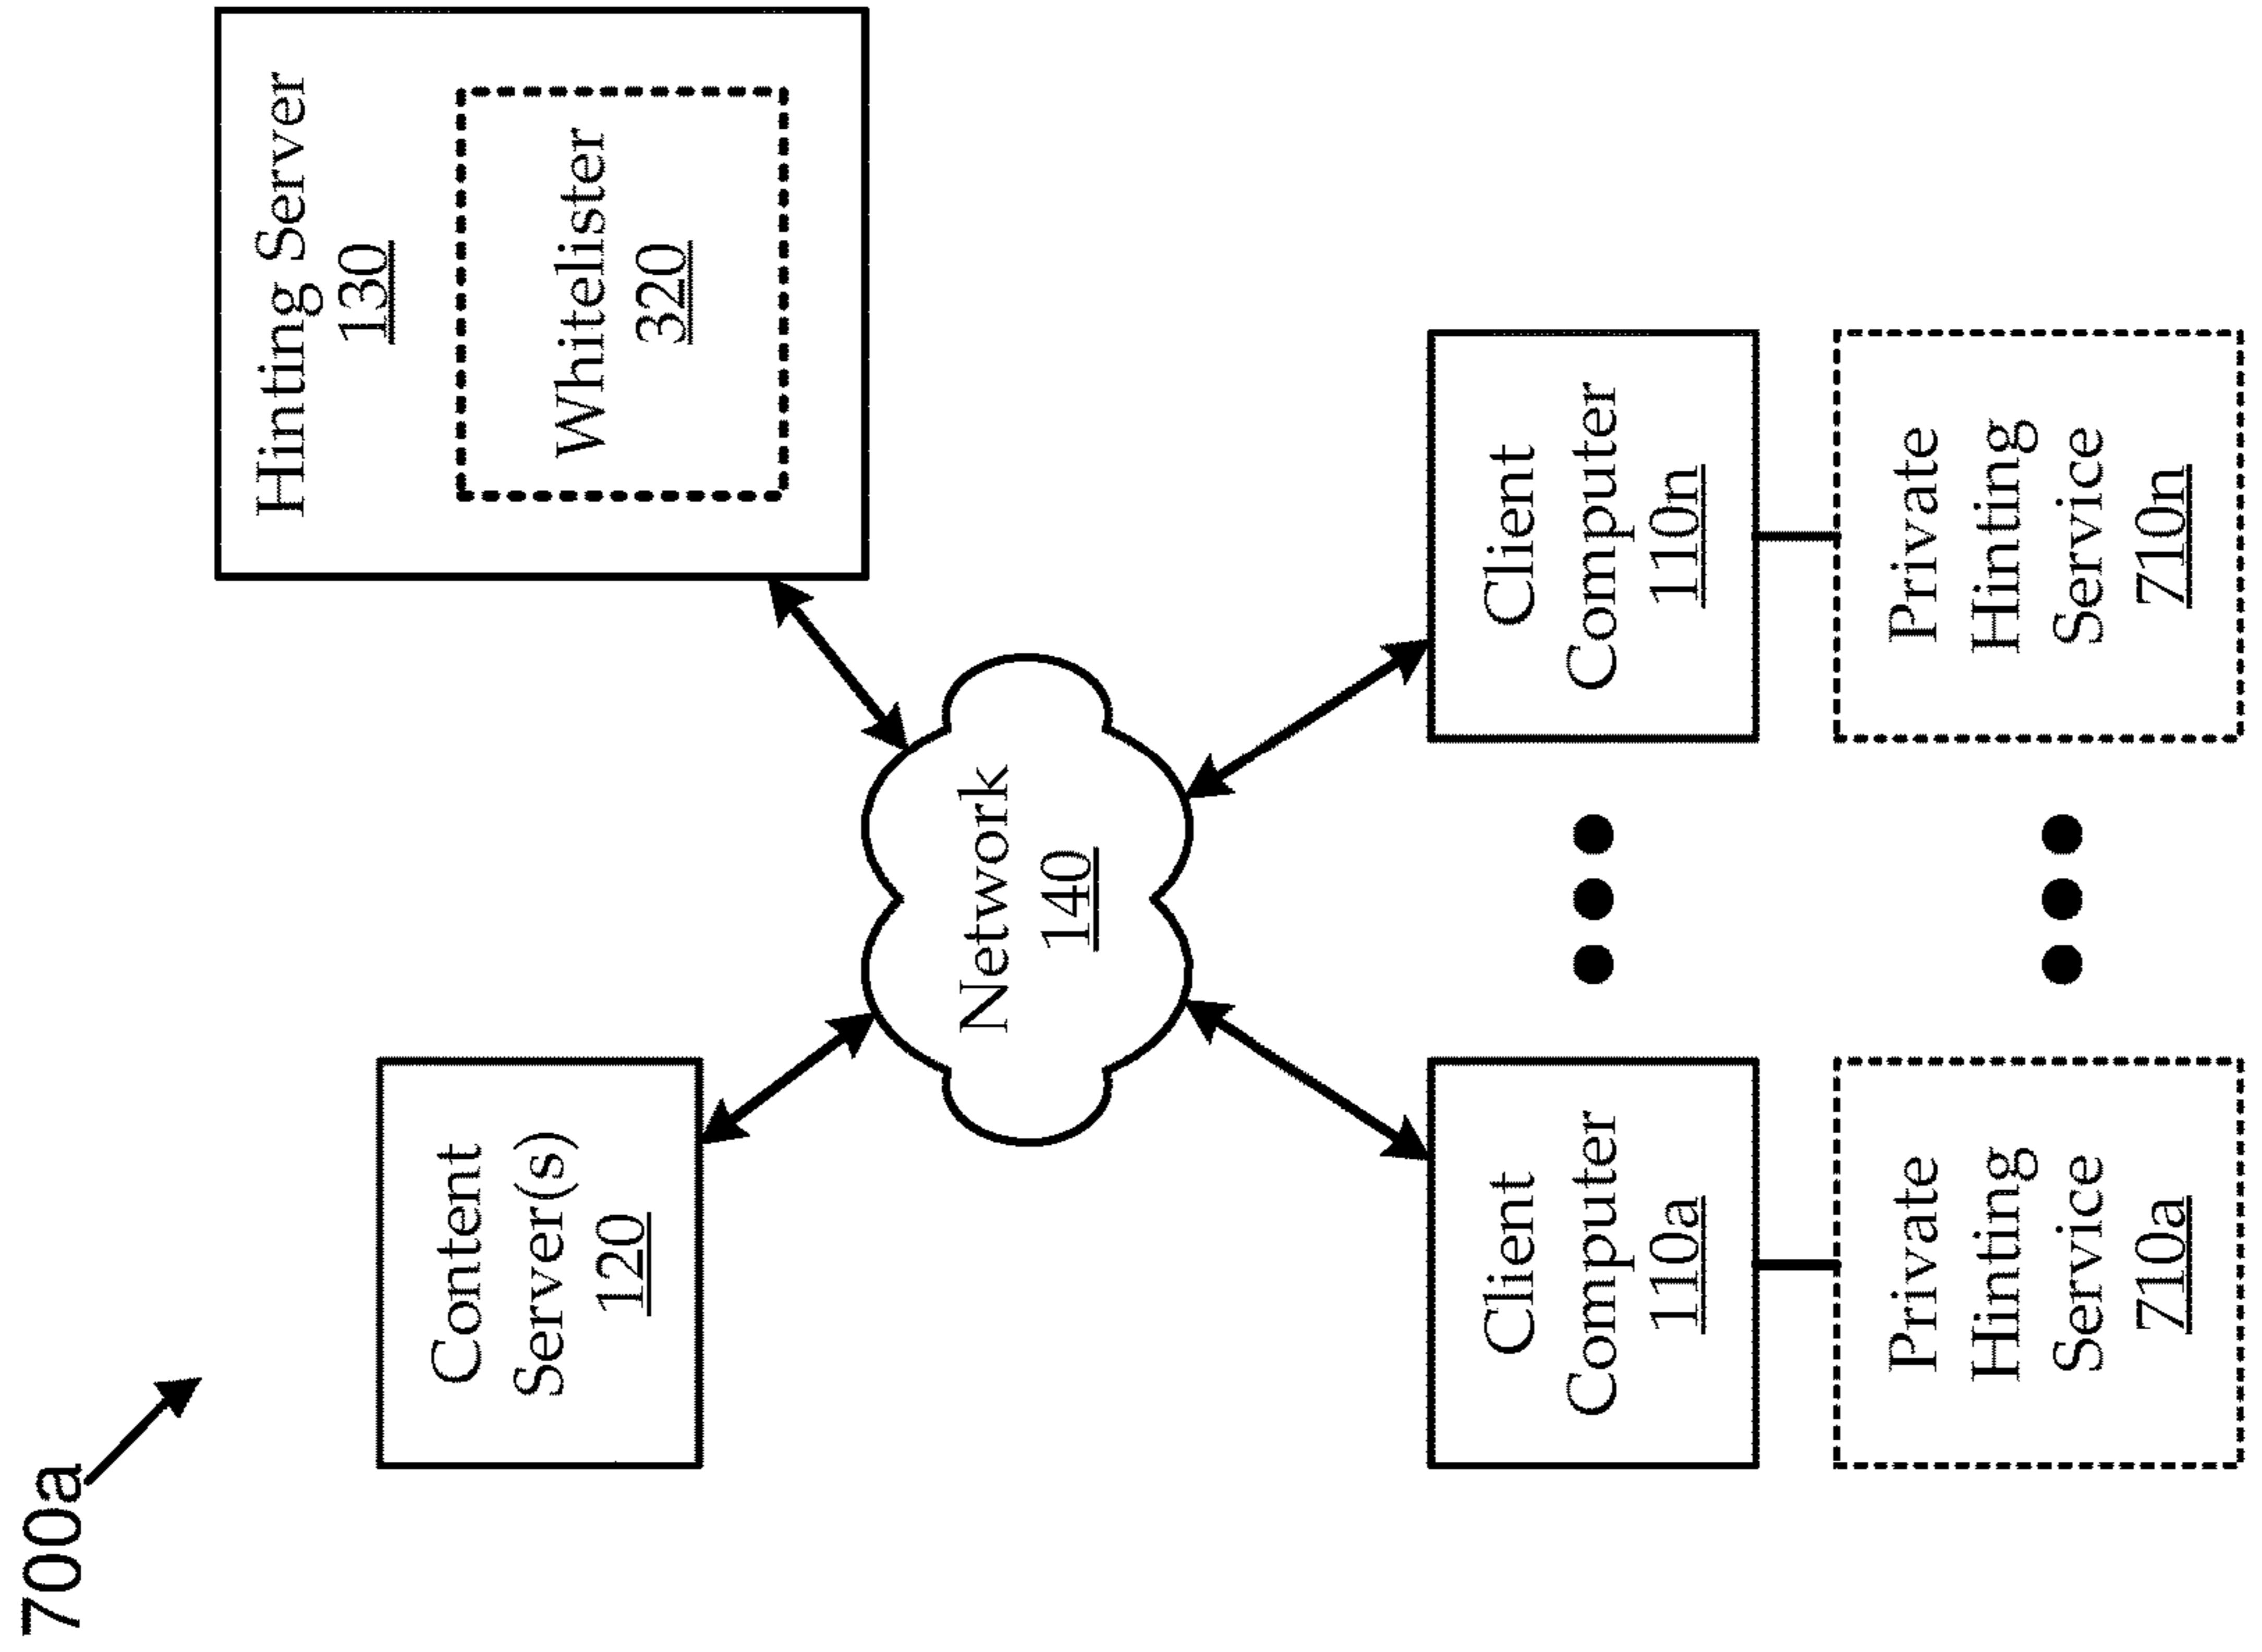 700a
Content
Server(s)
120
Hinting Server
130
Whitelister
320
Network
140
Client
Computer
110a
Client
Computer
110n
Private
Hinting
Service
710a
Private
Hinting
Service
710n